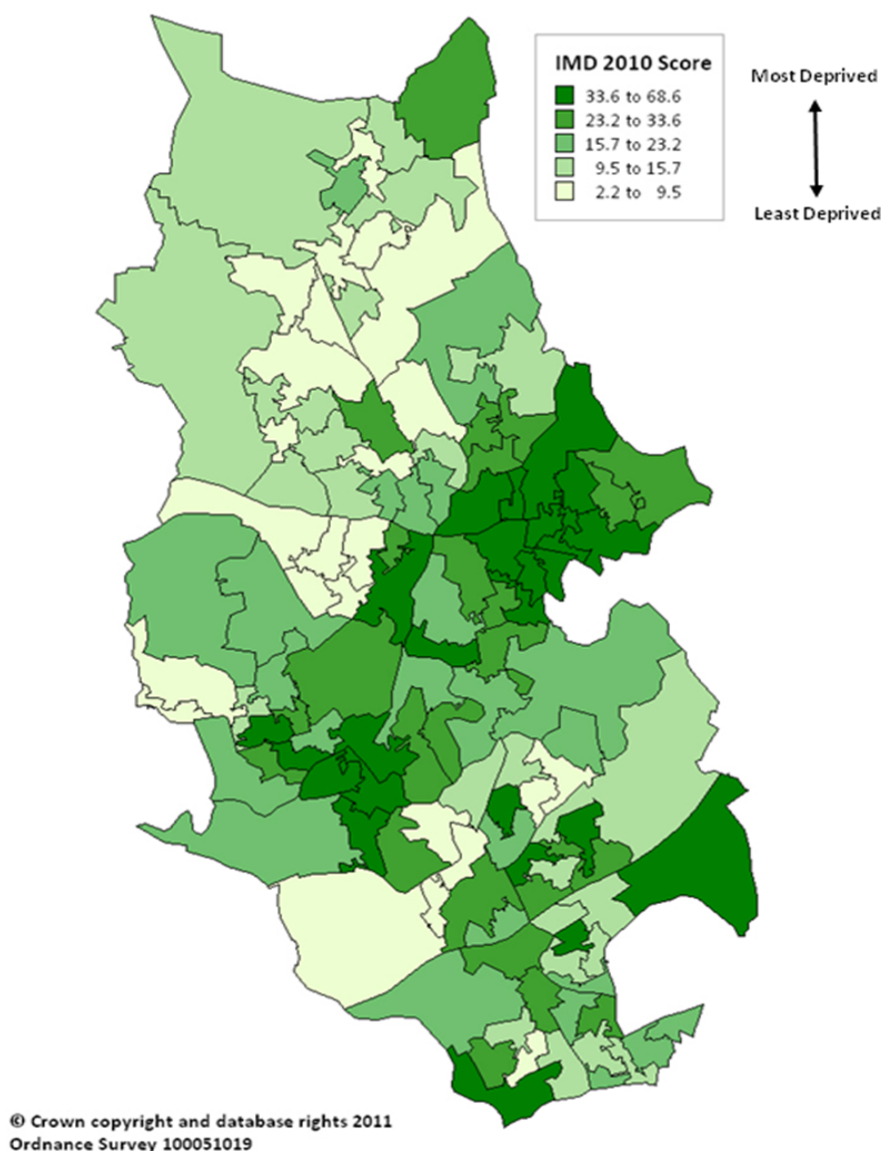 IMD 2010 Score
33.6 to 68.6
23.2 to 33.6
15.7 to 23.2
9.5 to 15.7
2.2 to 9.5
Most Deprived
Least Deprived
© Crown copyright and database rights 2011
Ordnance Survey 100051019